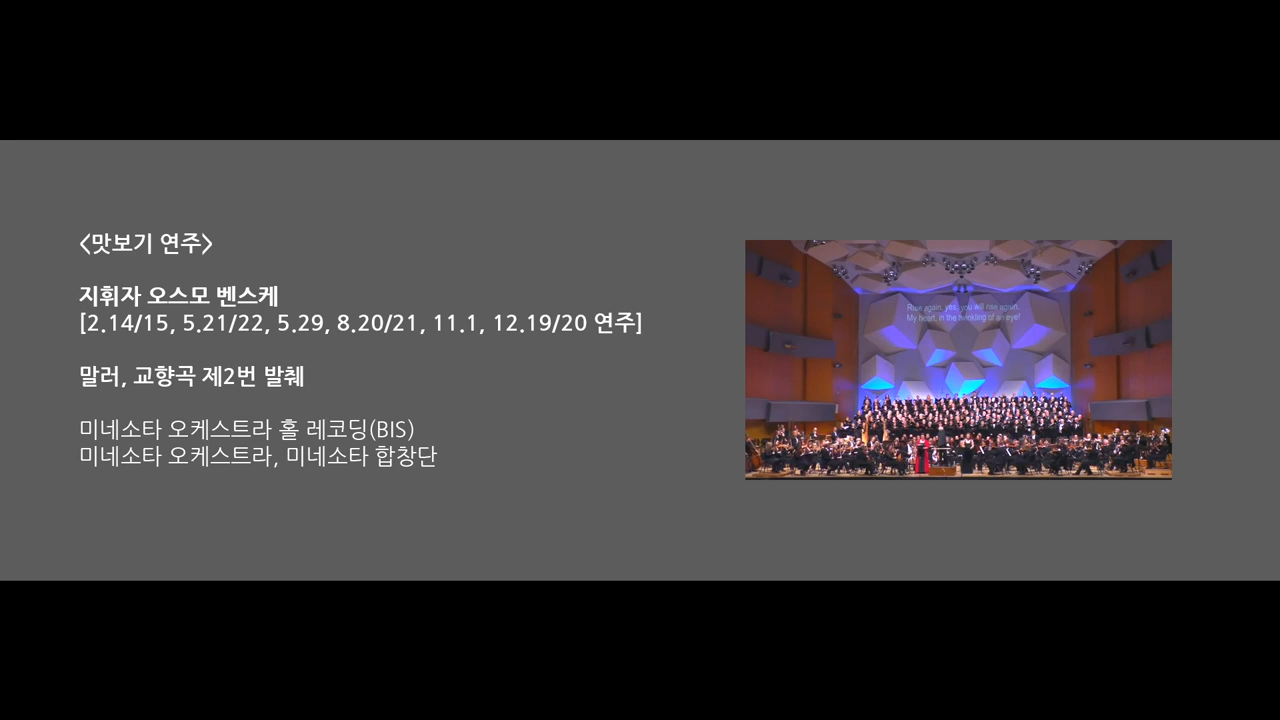 <맛보기 연주>
지휘자 오스모 벤스케
[2.14/15, 5.21/22, 5.29, 8.20/21, 11.1, 12.19/20 연주]
말러, 교향곡 제2번 발췌
미네소타 오케스트라 홀 레코딩(BIS)
미네소타 오케스트라, 미네소타 합창단
Rise again, yes, you will rise again,
My heart, in the twinkling of an eye!